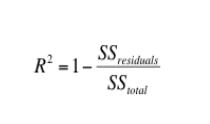 R² = 1 − SS_residuals / SS_total